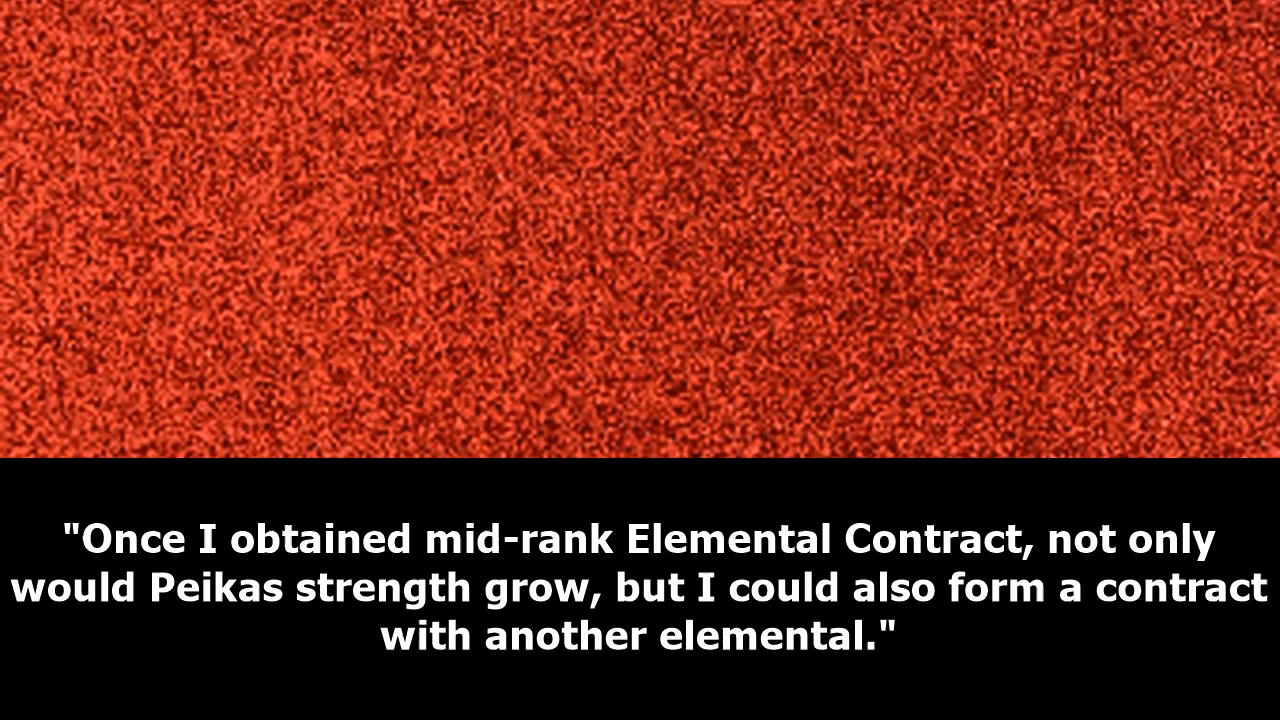 "Once I obtained mid-rank Elemental Contract, not only
would Peikas strength grow, but I could also form a contract
with another elemental."